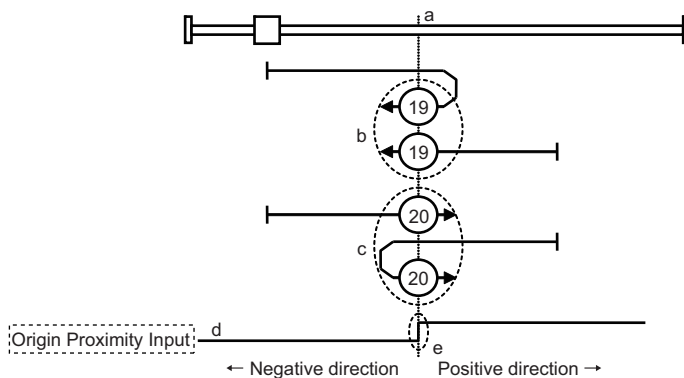 a
19
b
19
20
c
20
Origin Proximity Input
d
e
← Negative direction
Positive direction →